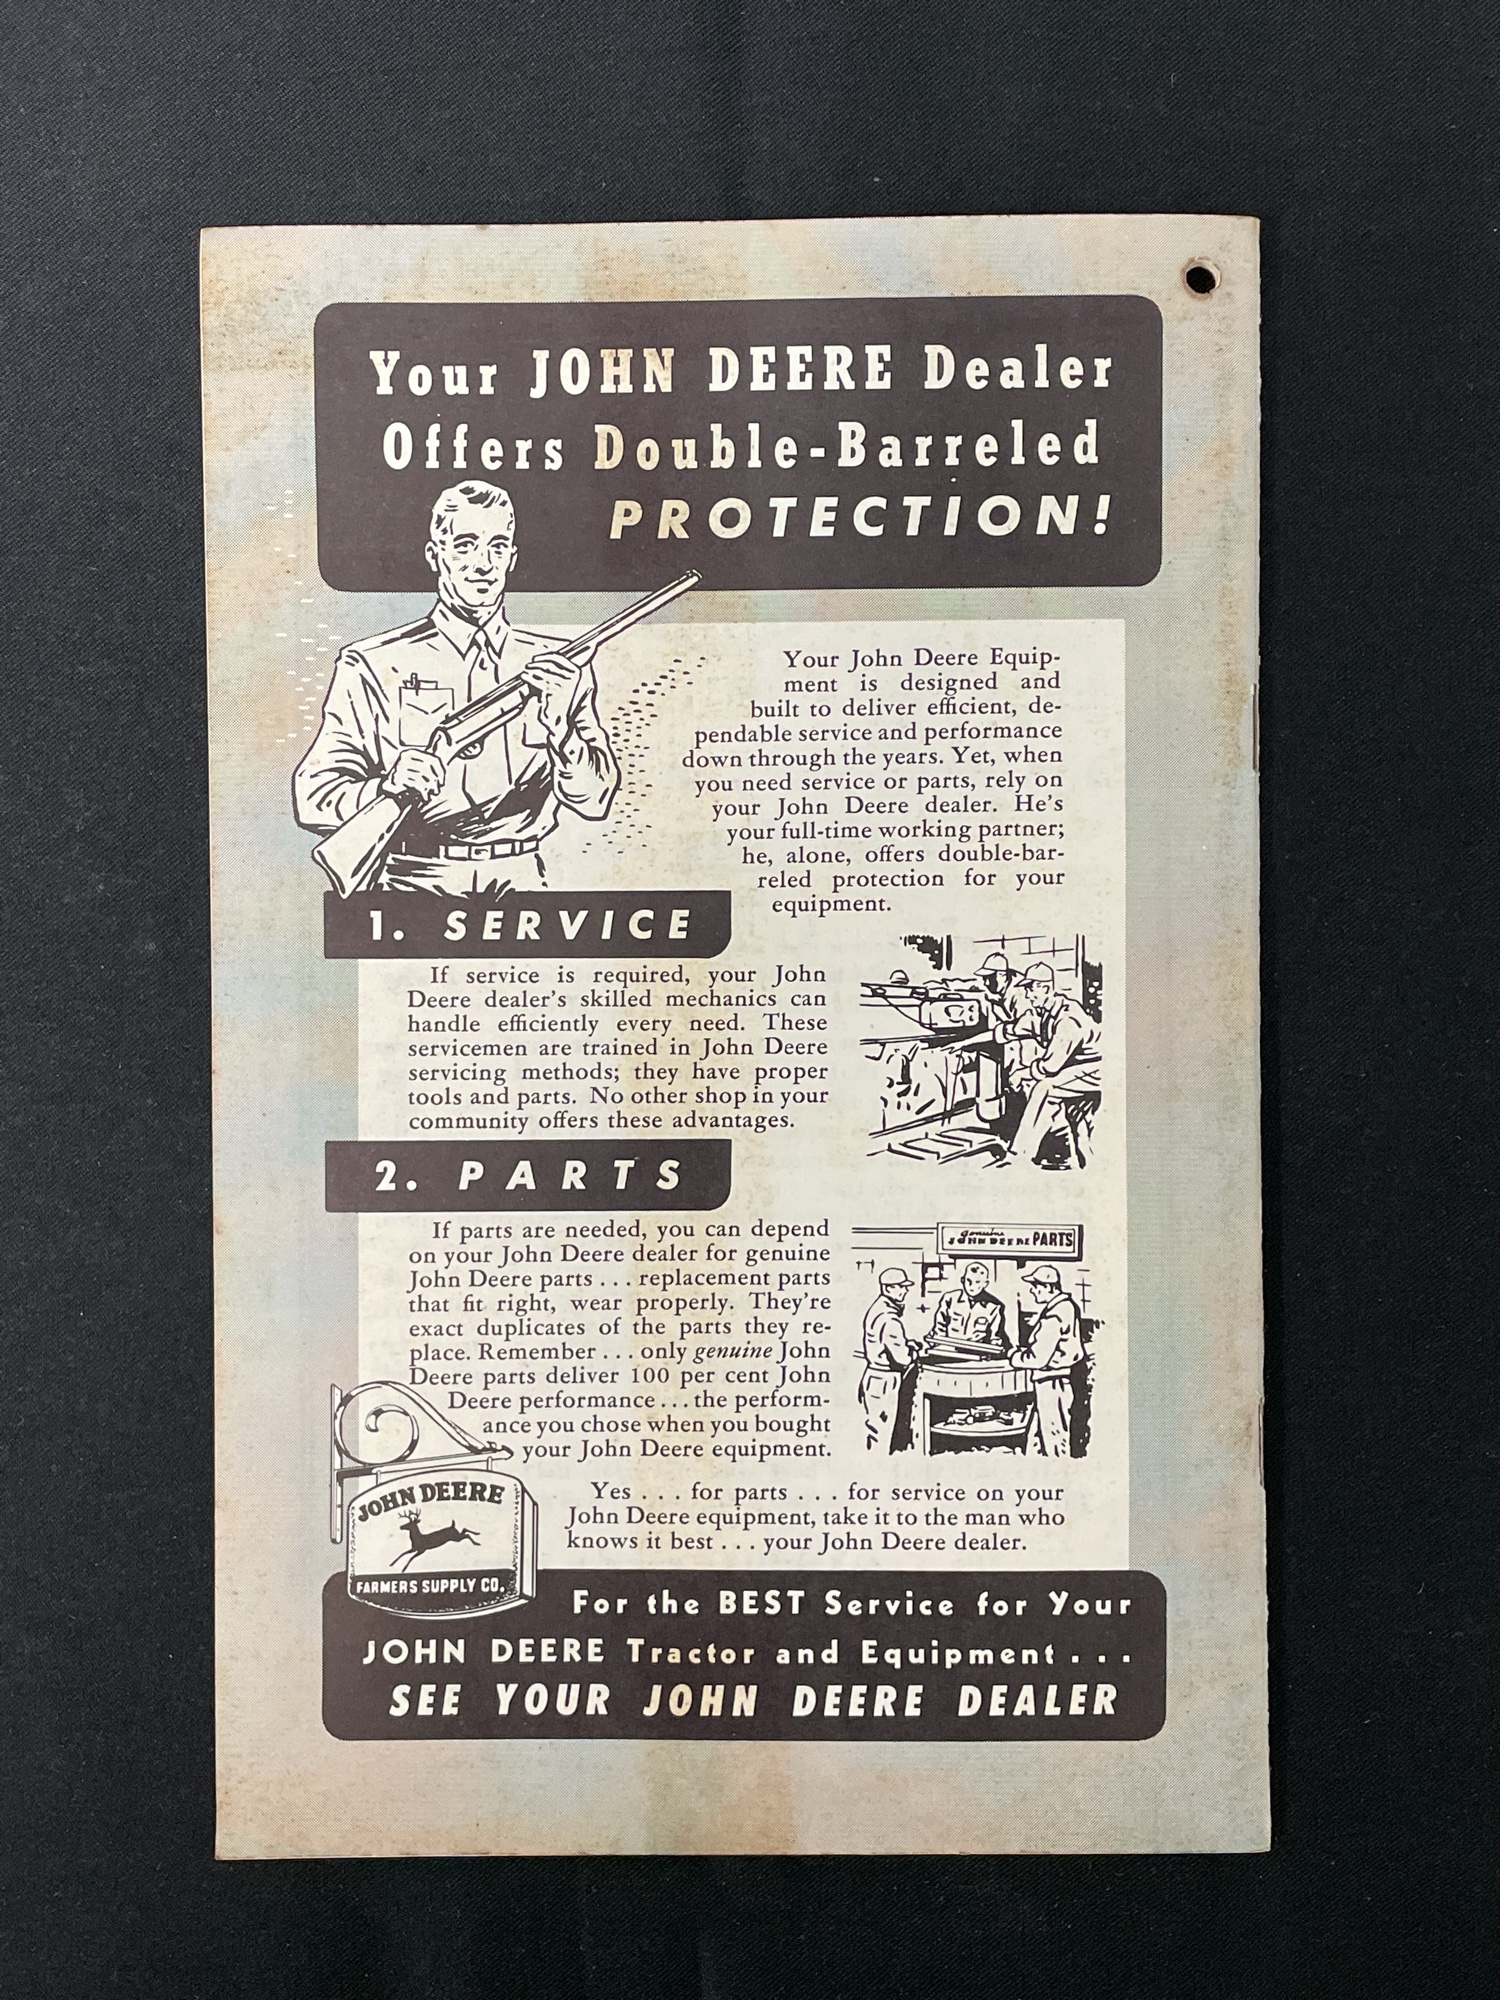 Your JOHN DEERE Dealer
Offers Double-Barreled
PROTECTION!
Your John Deere Equip-
ment is designed and
built to deliver efficient, de-
pendable service and performance
down through the years. Yet, when
you need service or parts, rely on
your John Deere dealer. He's
your full-time working partner;
he, alone, offers double-bar-
reled protection for your
equipment.
1. SERVICE
If service is required, your John
Deere dealer's skilled mechanics can
handle efficiently every need. These
servicemen are trained in John Deere
servicing methods; they have proper
tools and parts. No other shop in your
community offers these advantages.
2. PARTS
If parts are needed, you can depend
on your John Deere dealer for genuine
John Deere parts . . . replacement parts
that fit right, wear properly. They're
exact duplicates of the parts they re-
place. Remember . . . only genuine John
Deere parts deliver 100 per cent John
Deere performance . . . the perform-
ance you chose when you bought
your John Deere equipment.
genuine
JOHN DEERE PARTS
Yes . . . for parts . . . for service on your
John Deere equipment, take it to the man who
knows it best . . . your John Deere dealer.
JOHN DEERE
FARMERS SUPPLY CO.
For the BEST Service for Your
JOHN DEERE Tractor and Equipment . . .
SEE YOUR JOHN DEERE DEALER